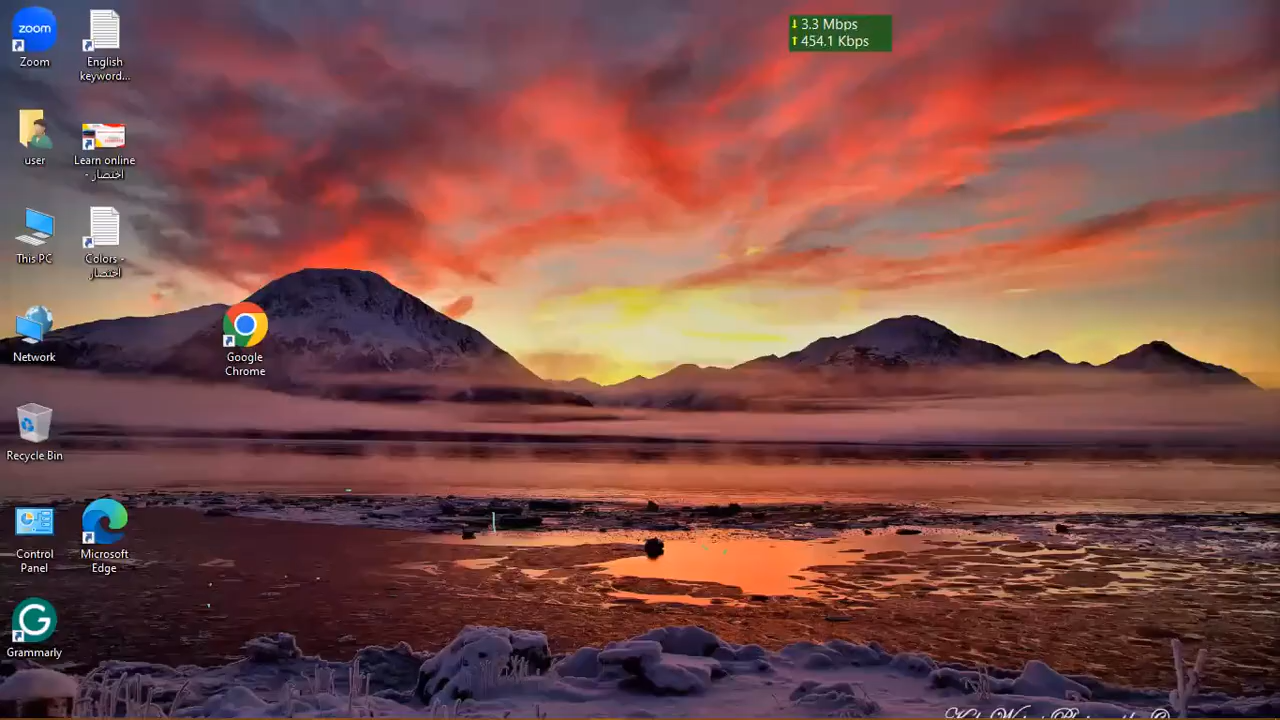 zoom
Zoom
English
keyword...
user
Learn online
اختصار -
This PC
Colors -
اختصار
Network
Google
Chrome
Recycle Bin
Control
Panel
Microsoft
Edge
G
Grammarly
3.3 Mbps
454.1 Kbps